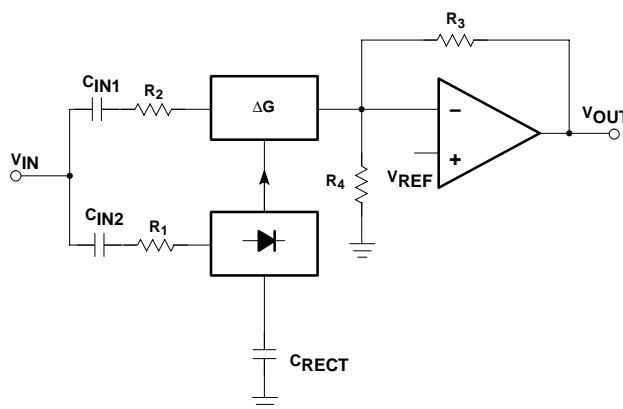 R3
CIN1
R2
ΔG
VOUT
−
+
VIN
VREF
R4
CIN2
R1
CRECT